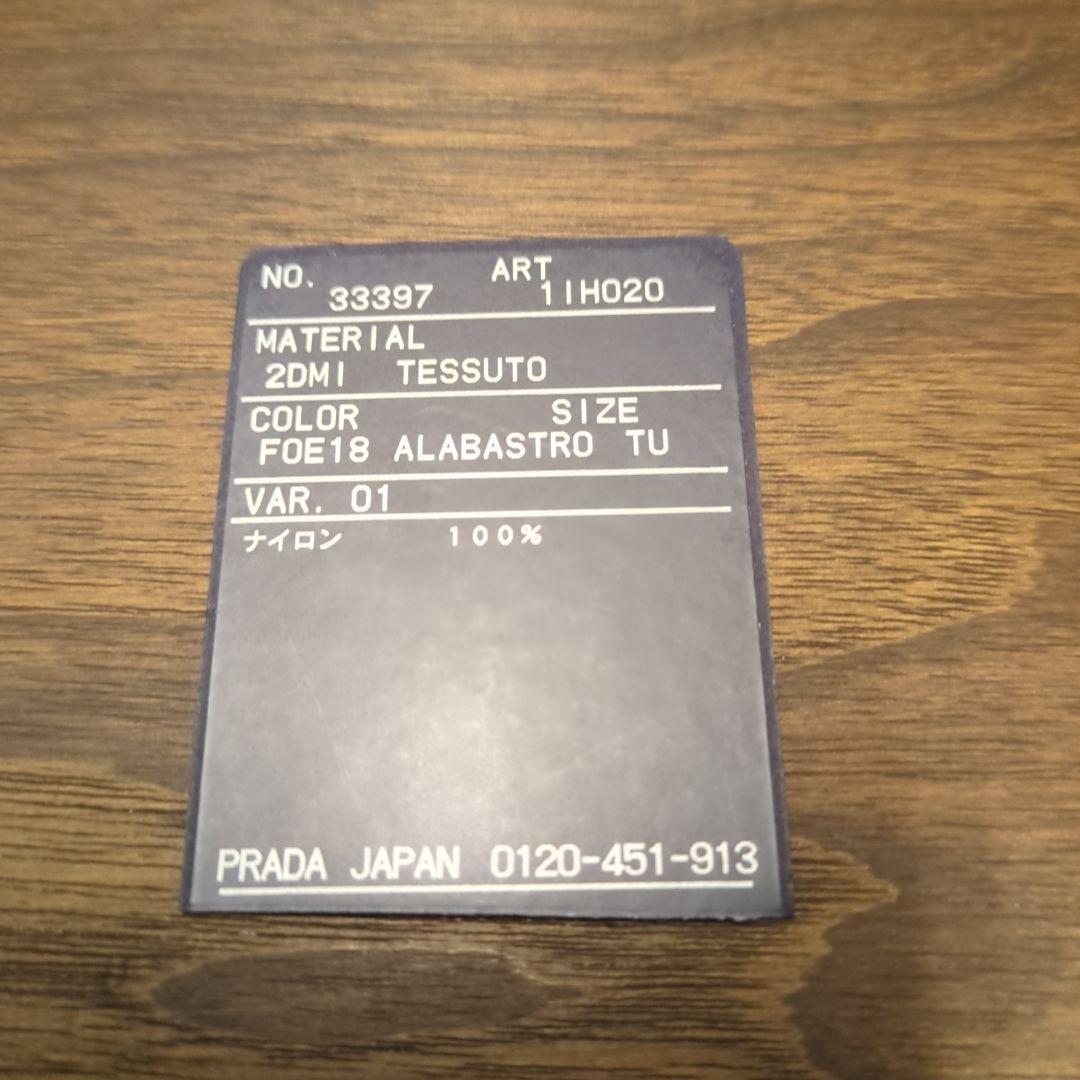 NO. ART
33397 1IH020
MATERIAL
2DMI TESSUTO
COLOR SIZE
F0E18 ALABASTRO TU
VAR. 01
ナイロン 100%
PRADA JAPAN 0120-451-913